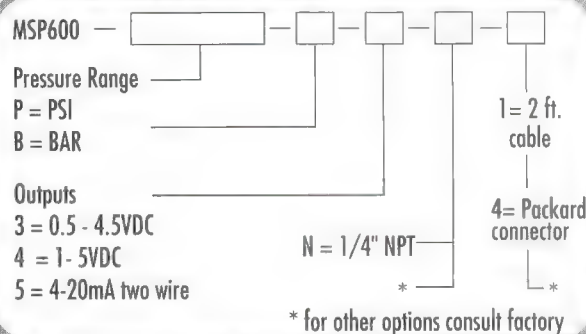 MSP600 — — — — —
Pressure Range
P = PSI
B = BAR
Outputs
3 = 0.5 - 4.5VDC
4 = 1- 5VDC
5 = 4-20mA two wire
N = 1/4" NPT
*
1= 2 ft.
cable
4= Packard
connector
*
* for other options consult factory